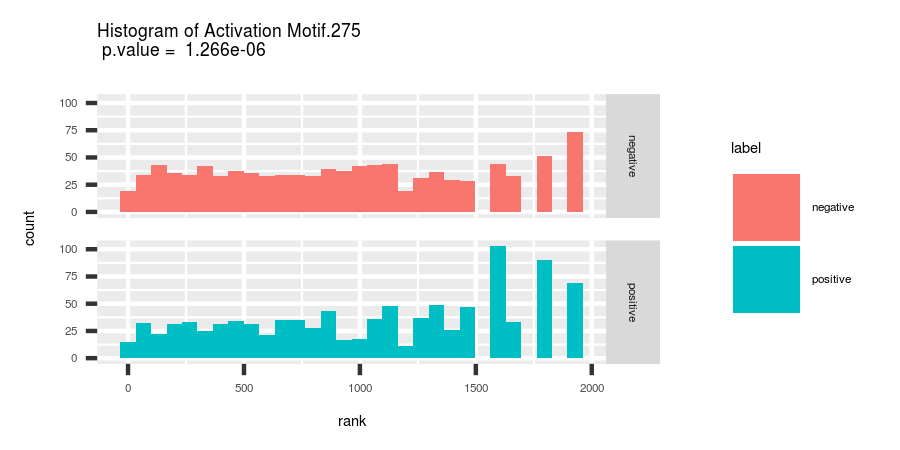 Histogram of Activation Motif.275
p.value = 1.266e-06
count
100
75
50
25
0
negative
100
75
50
25
0
positive
0 500 1000 1500 2000
rank
label
negative
positive